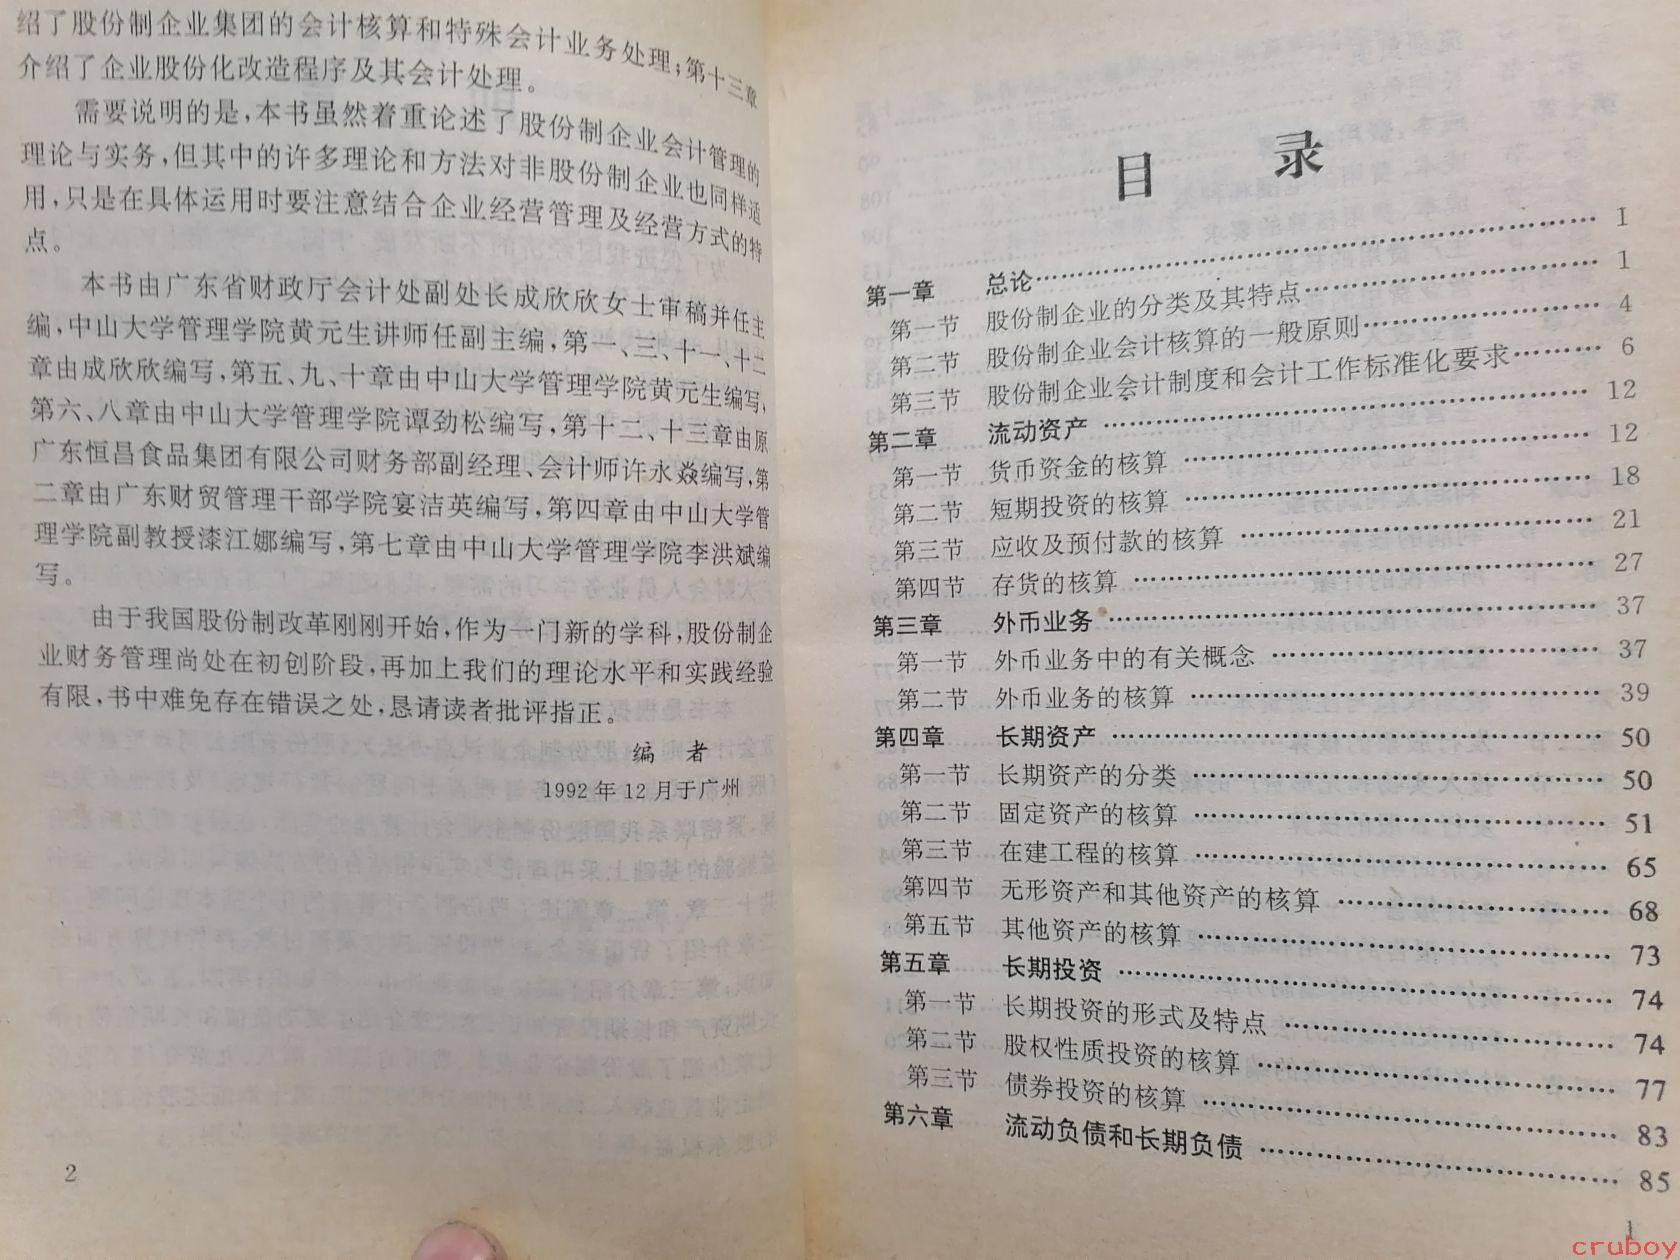 绍了股份制企业集团的会计核算和特殊会计业务处理;第十三章
介绍了企业股份化改造程序及其会计处理。
需要说明的是,本书虽然着重论述了股份制企业会计管理的
理论与实务,但其中的许多理论和方法对非股份制企业也同样适
用,只是在具体运用时要注意结合企业经营管理及经营方式的特
点。
本书由广东省财政厅会计处副处长成欣欣女士审稿并任主
编,中山大学管理学院黄元生讲师任副主编,第一、三、十一、十二
章由成欣欣编写,第五、九、十章由中山大学管理学院黄元生编写,
第六、八章由中山大学管理学院谭劲松编写,第十二、十三章由原
广东恒昌食品集团有限公司财务部副经理、会计师许永焱编写,第
二章由广东财贸管理干部学院宴洁英编写,第四章由中山大学管
理学院副教授漆江娜编写,第七章由中山大学管理学院李洪斌编
写。
由于我国股份制改革刚刚开始,作为一门新的学科,股份制企
业财务管理尚处在初创阶段,再加上我们的理论水平和实践经验
有限,书中难免存在错误之处,恳请读者批评指正。
编 者
1992年12月于广州
2
目 录
第一章 总论………………………………………… 1
第一节 股份制企业的分类及其特点………………… 1
第二节 股份制企业会计核算的一般原则…………… 4
第三节 股份制企业会计制度和会计工作标准化要求……… 6
第二章 流动资产 ………………………………… 12
第一节 货币资金的核算 ………………………… 12
第二节 短期投资的核算 ………………………… 18
第三节 应收及预付款的核算 …………………… 21
第四节 存货的核算 ……………………………… 27
第三章 外币业务 ………………………………… 37
第一节 外币业务中的有关概念 ………………… 37
第二节 外币业务的核算 ………………………… 39
第四章 长期资产 ………………………………… 50
第一节 长期资产的分类 ………………………… 50
第二节 固定资产的核算 ………………………… 51
第三节 在建工程的核算 ………………………… 65
第四节 无形资产和其他资产的核算 …………… 68
第五节 其他资产的核算 ………………………… 73
第五章 长期投资 ………………………………… 74
第一节 长期投资的形式及特点 ………………… 74
第二节 股权性质投资的核算 …………………… 77
第三节 债券投资的核算 ………………………… 83
第六章 流动负债和长期负债 …………………… 85
1
cruboy